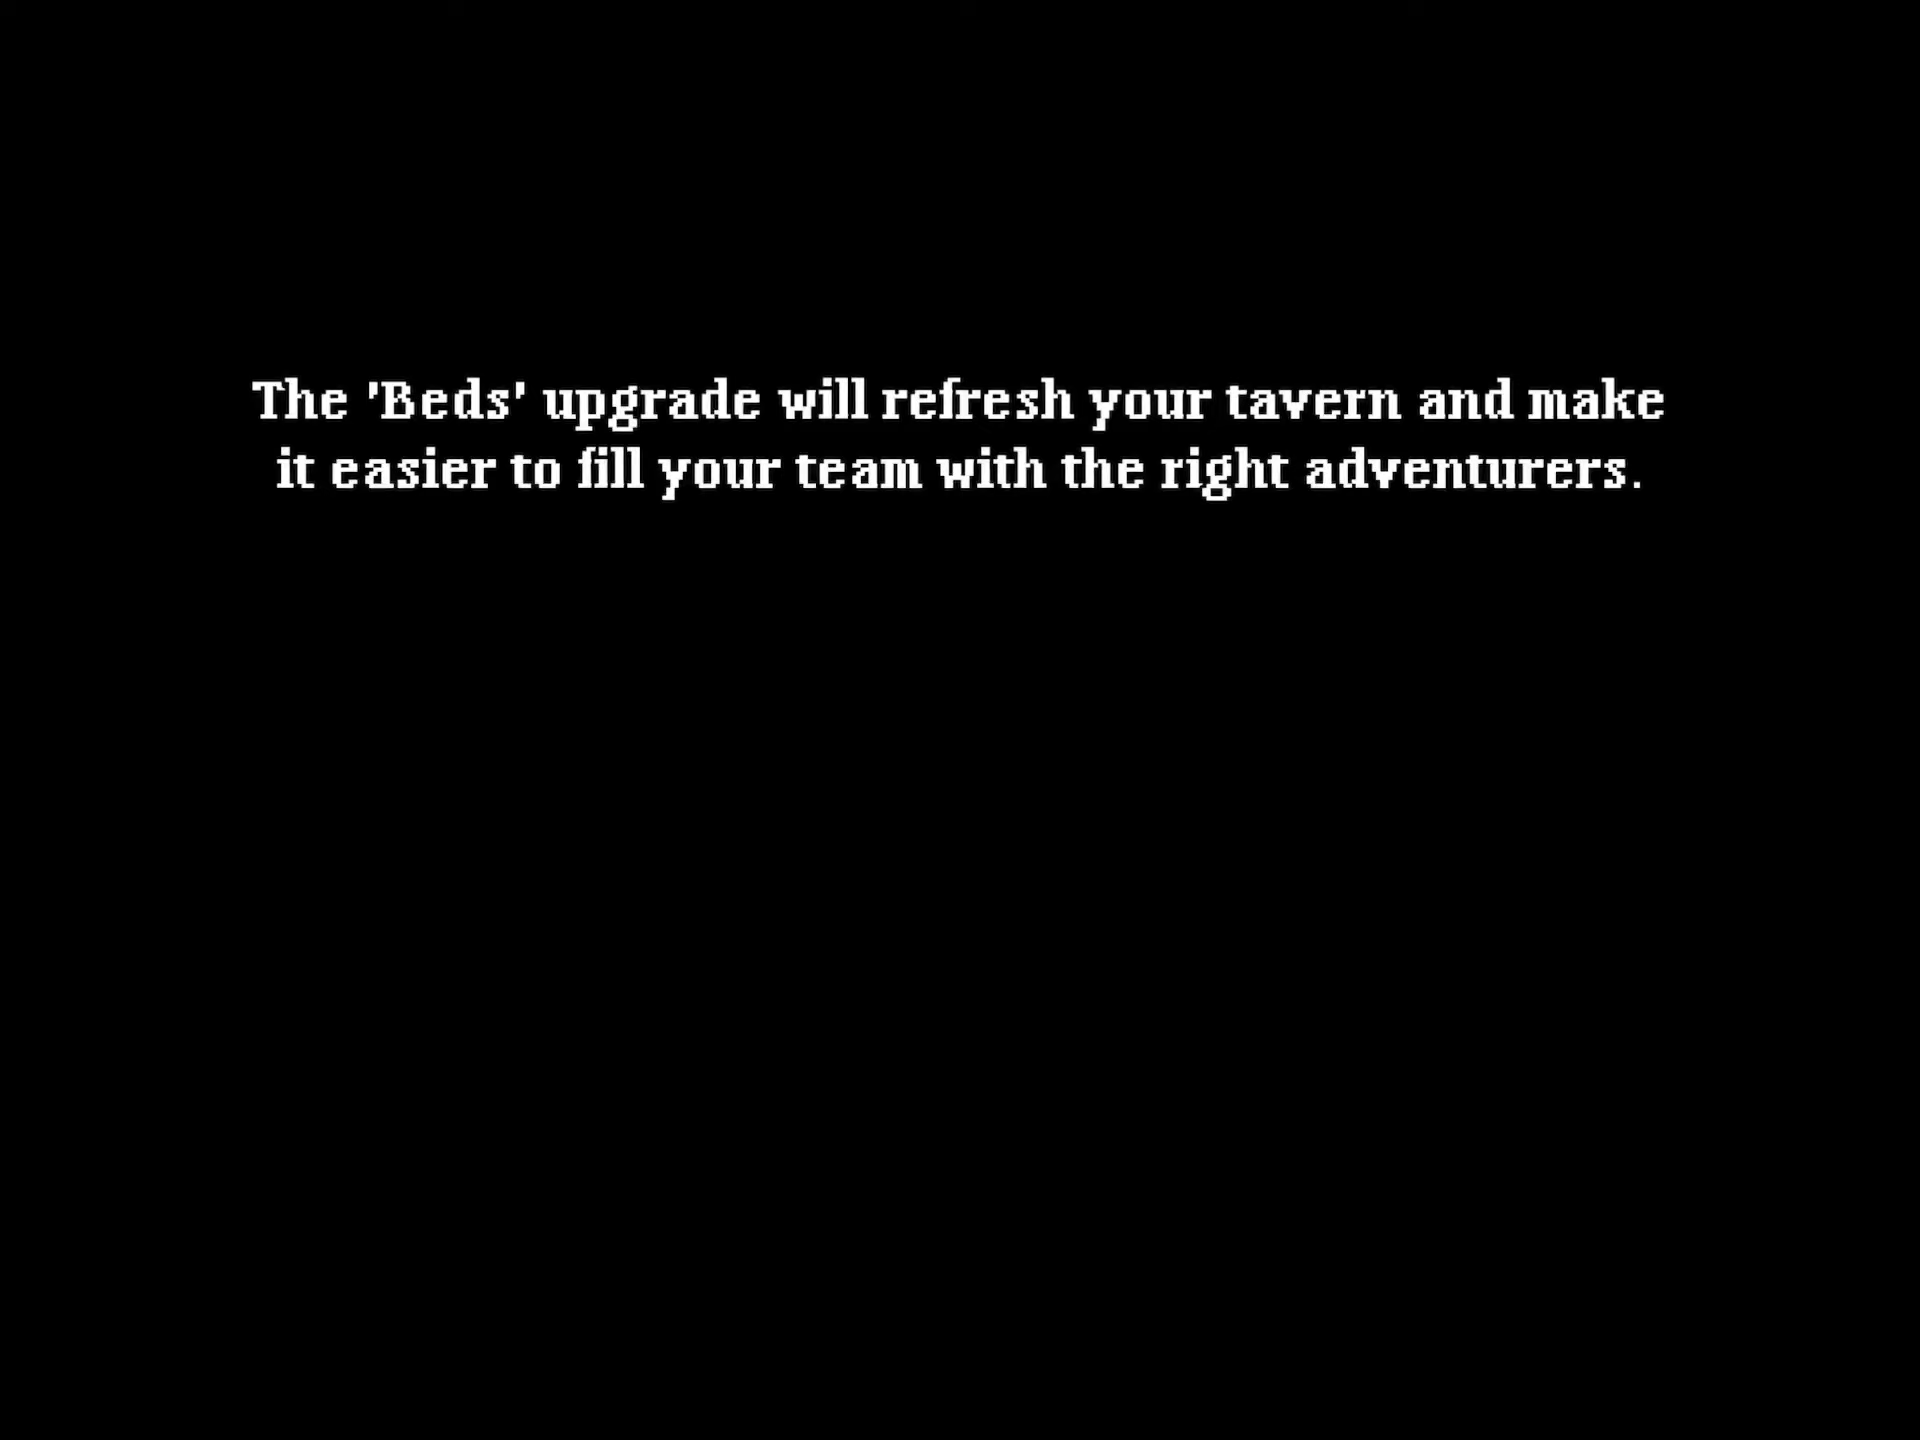 The 'Beds' upgrade will refresh your tavern and make
it easier to fill your team with the right adventurers.